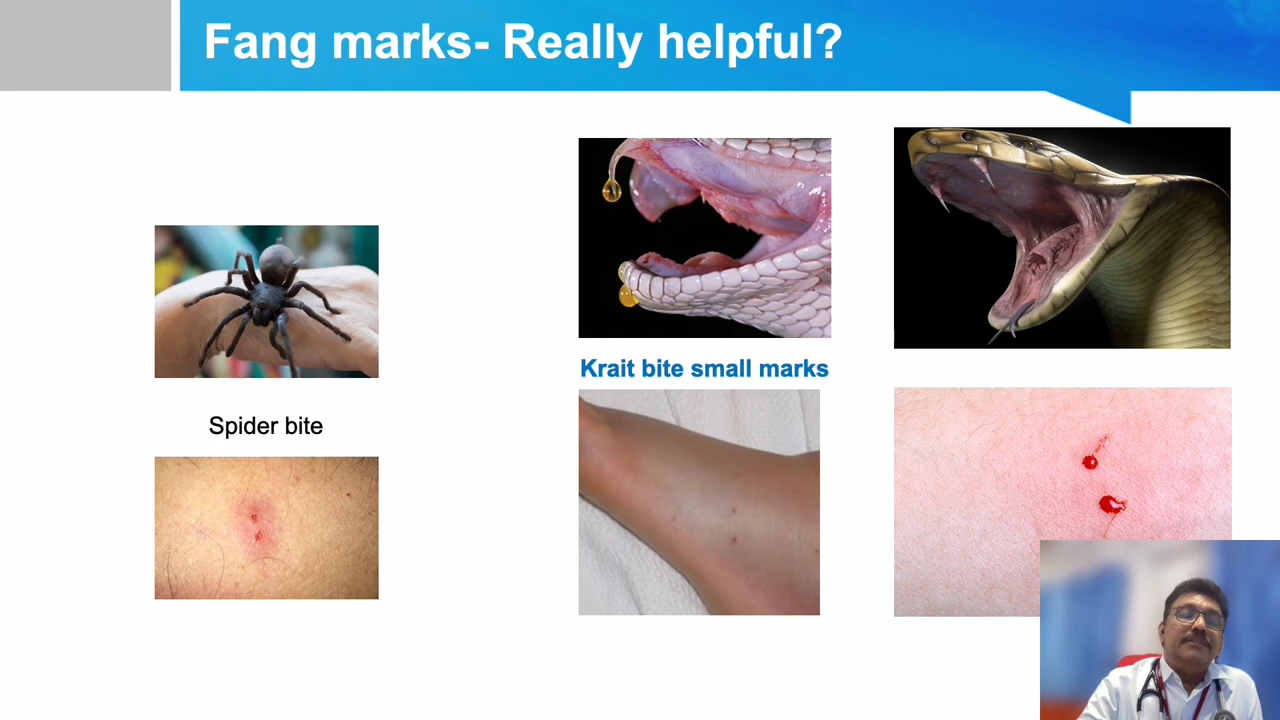 Fang marks- Really helpful?
Krait bite small marks
Spider bite